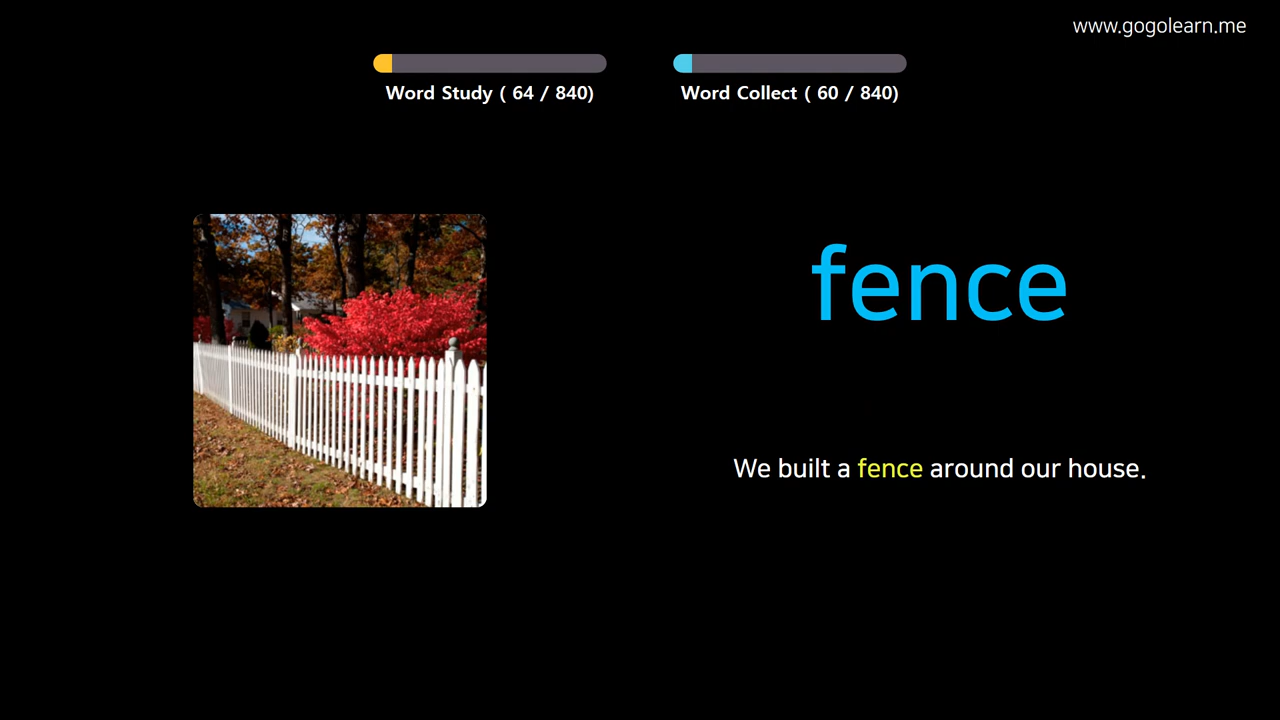 www.gogolearn.me
Word Study ( 64 / 840)
Word Collect ( 60 / 840)
fence
We built a fence around our house.